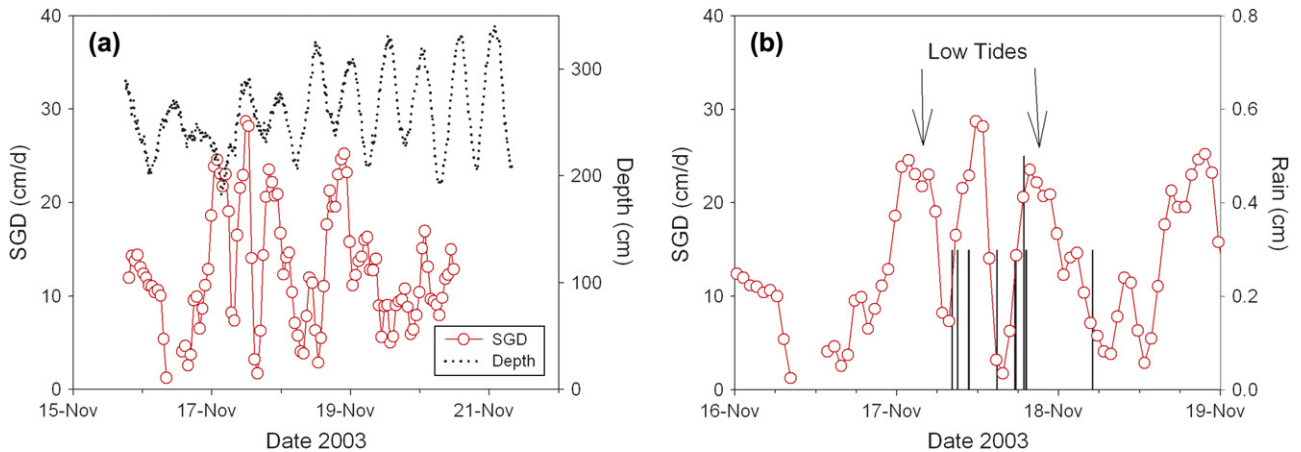 (a)
40
30
20
10
0
SGD (cm/d)
300
200
100
0
Depth (cm)
SGD
Depth
15-Nov 17-Nov 19-Nov 21-Nov
Date 2003
(b)
Low Tides
40
30
20
10
0
SGD (cm/d)
0.8
0.6
0.4
0.2
0.0
Rain (cm)
16-Nov 17-Nov 18-Nov 19-Nov
Date 2003